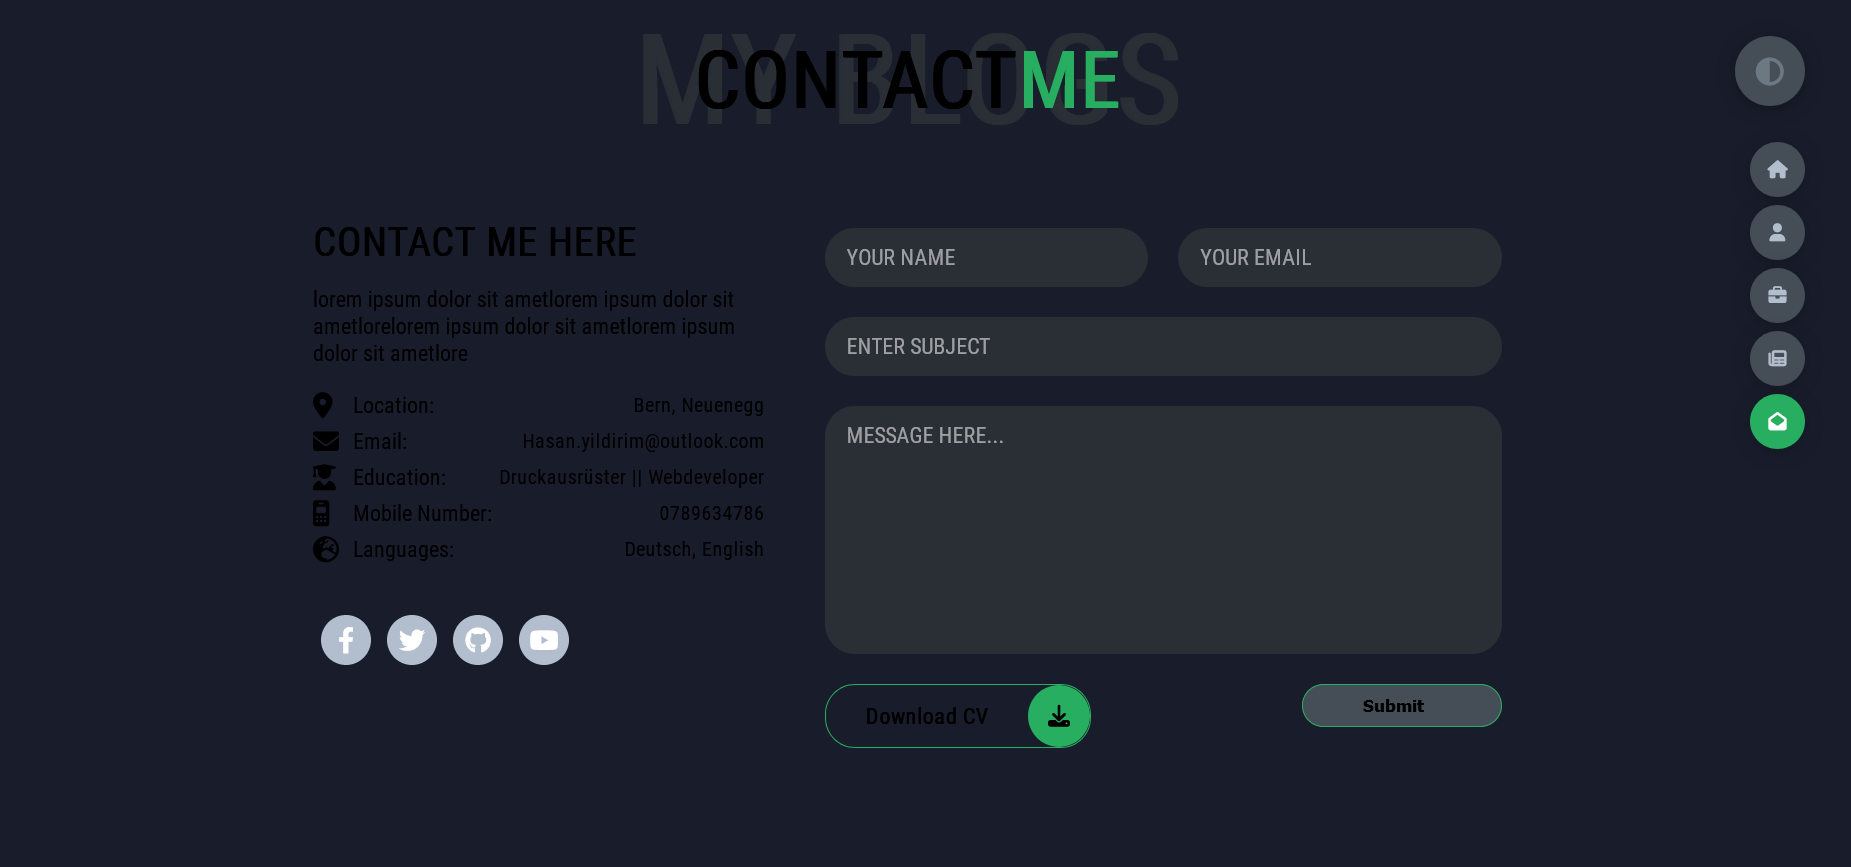 MY BLOGS
CONTACTME
CONTACT ME HERE
lorem ipsum dolor sit ametlorem ipsum dolor sit
ametlorelorem ipsum dolor sit ametlorem ipsum
dolor sit ametlore
Location: Bern, Neuenegg
Email: Hasan.yildirim@outlook.com
Education: Druckausrüster || Webdeveloper
Mobile Number: 0789634786
Languages: Deutsch, English
YOUR NAME YOUR EMAIL
ENTER SUBJECT
MESSAGE HERE...
Download CV Submit